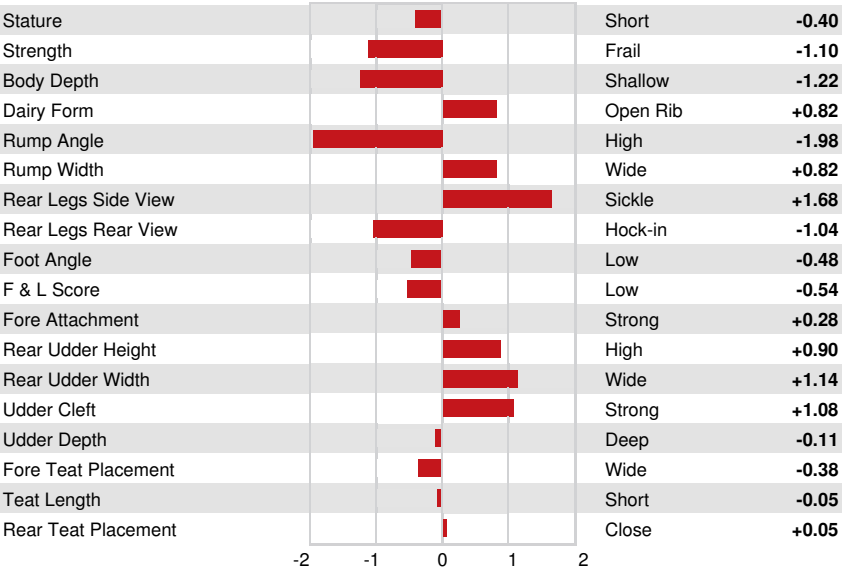 Stature Short -0.40
Strength Frail -1.10
Body Depth Shallow -1.22
Dairy Form Open Rib +0.82
Rump Angle High -1.98
Rump Width Wide +0.82
Rear Legs Side View Sickle +1.68
Rear Legs Rear View Hock-in -1.04
Foot Angle Low -0.48
F & L Score Low -0.54
Fore Attachment Strong +0.28
Rear Udder Height High +0.90
Rear Udder Width Wide +1.14
Udder Cleft Strong +1.08
Udder Depth Deep -0.11
Fore Teat Placement Wide -0.38
Teat Length Short -0.05
Rear Teat Placement Close +0.05
-2 -1 0 1 2